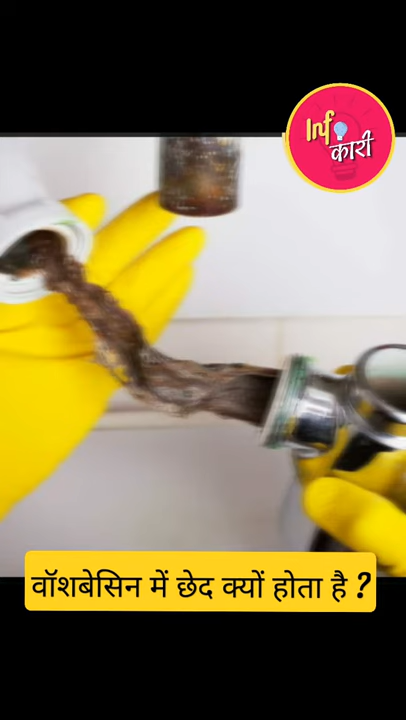 Inf
कारी
वॉशबेसिन में छेद क्यों होता है ?